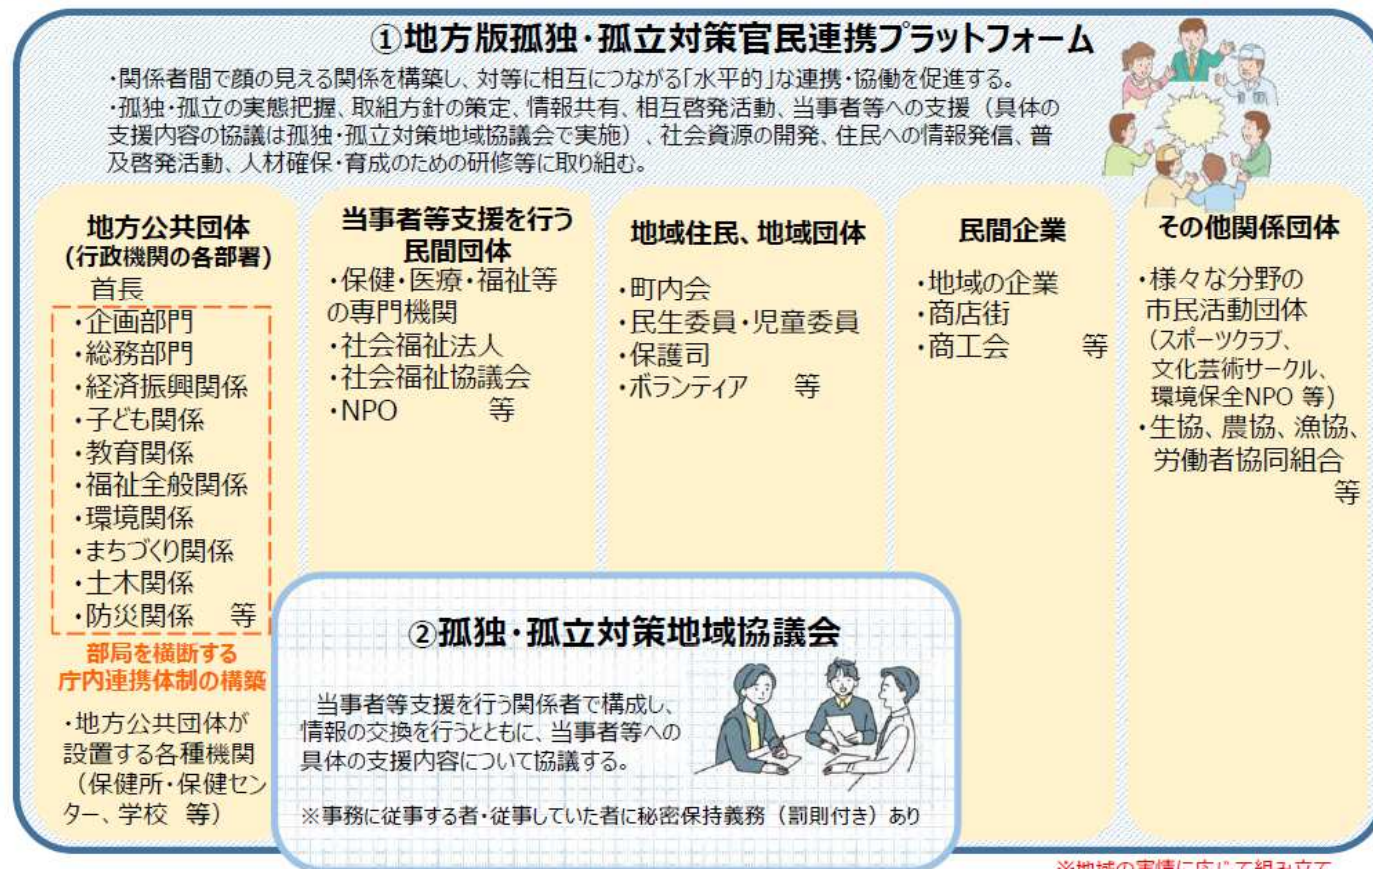 ①地方版孤独・孤立対策官民連携プラットフォーム
・関係者間で顔の見える関係を構築し、対等に相互につながる「水平的」な連携・協働を促進する。
・孤独・孤立の実態把握、取組方針の策定、情報共有、相互啓発活動、当事者等への支援（具体の
支援内容の協議は孤独・孤立対策地域協議会で実施）、社会資源の開発、住民への情報発信、普
及啓発活動、人材確保・育成のための研修等に取り組む。
地方公共団体
(行政機関の各部署)
首長
・企画部門
・総務部門
・経済振興関係
・子ども関係
・教育関係
・福祉全般関係
・環境関係
・まちづくり関係
・土木関係
・防災関係 等
部局を横断する
庁内連携体制の構築
・地方公共団体が
設置する各種機関
（保健所・保健セン
ター、学校 等）
当事者等支援を行う
民間団体
・保健・医療・福祉等
の専門機関
・社会福祉法人
・社会福祉協議会
・NPO 等
地域住民、地域団体
・町内会
・民生委員・児童委員
・保護司
・ボランティア 等
民間企業
・地域の企業
・商店街
・商工会 等
その他関係団体
・様々な分野の
市民活動団体
（スポーツクラブ、
文化芸術サークル、
環境保全NPO 等）
・生協、農協、漁協、
労働者協同組合
等
②孤独・孤立対策地域協議会
当事者等支援を行う関係者で構成し、
情報の交換を行うとともに、当事者等への
具体の支援内容について協議する。
※事務に従事する者・従事していた者に秘密保持義務（罰則付き）あり
※地域の実情に応じて組み立て